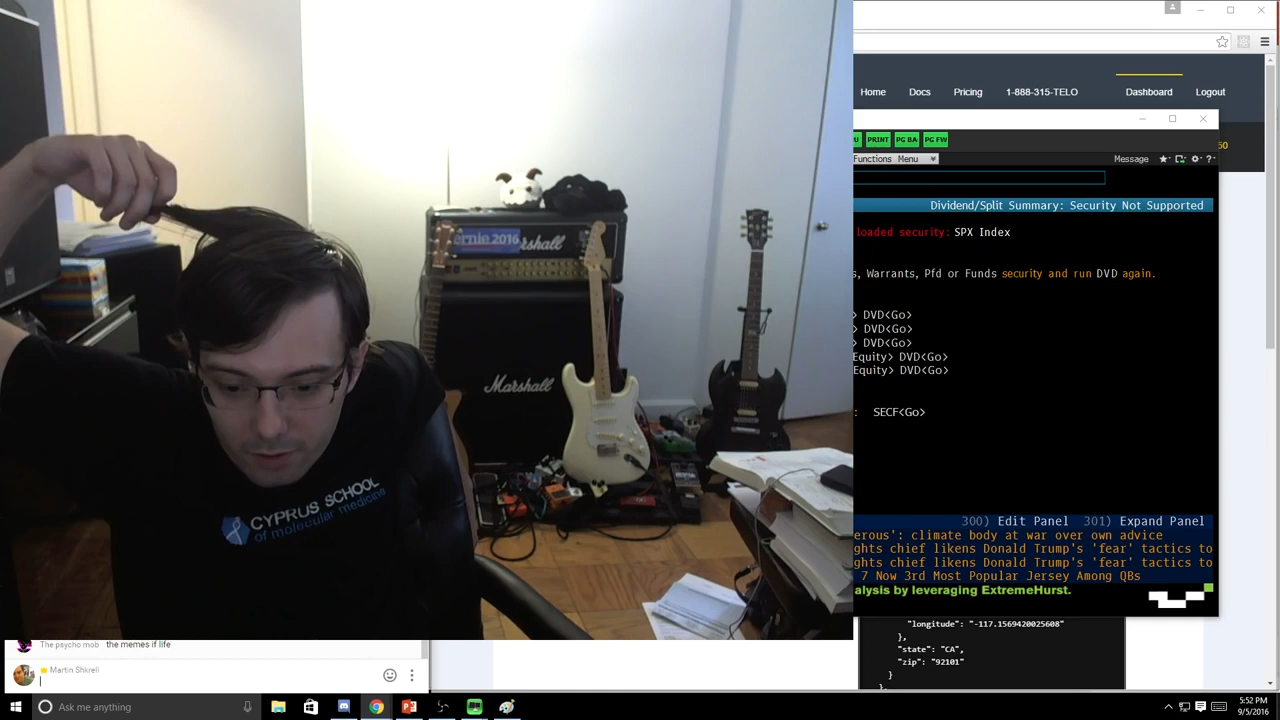 Home Docs Pricing 1-888-315-TELO Dashboard Logout
PRINT PG BA PG FW
Functions Menu Message
Dividend/Split Summary: Security Not Supported
loaded security: SPX Index
s, Warrants, Pfd or Funds security and run DVD again.
> DVD<Go>
> DVD<Go>
> DVD<Go>
Equity> DVD<Go>
Equity> DVD<Go>
: SECF<Go>
300) Edit Panel 301) Expand Panel
erous': climate body at war over own advice
ghts chief likens Donald Trump's 'fear' tactics to
ghts chief likens Donald Trump's 'fear' tactics to
7 Now 3rd Most Popular Jersey Among QBs
alysis by leveraging ExtremeHurst.
"longitude": "-117.1569420025608"
},
"state": "CA",
"zip": "92101"
}
},
ernie 2016
Marshall
CYPRUS SCHOOL
of molecular medicine
The psycho mob the memes if life
Martin Shkreli
Ask me anything
5:52 PM
9/5/2016